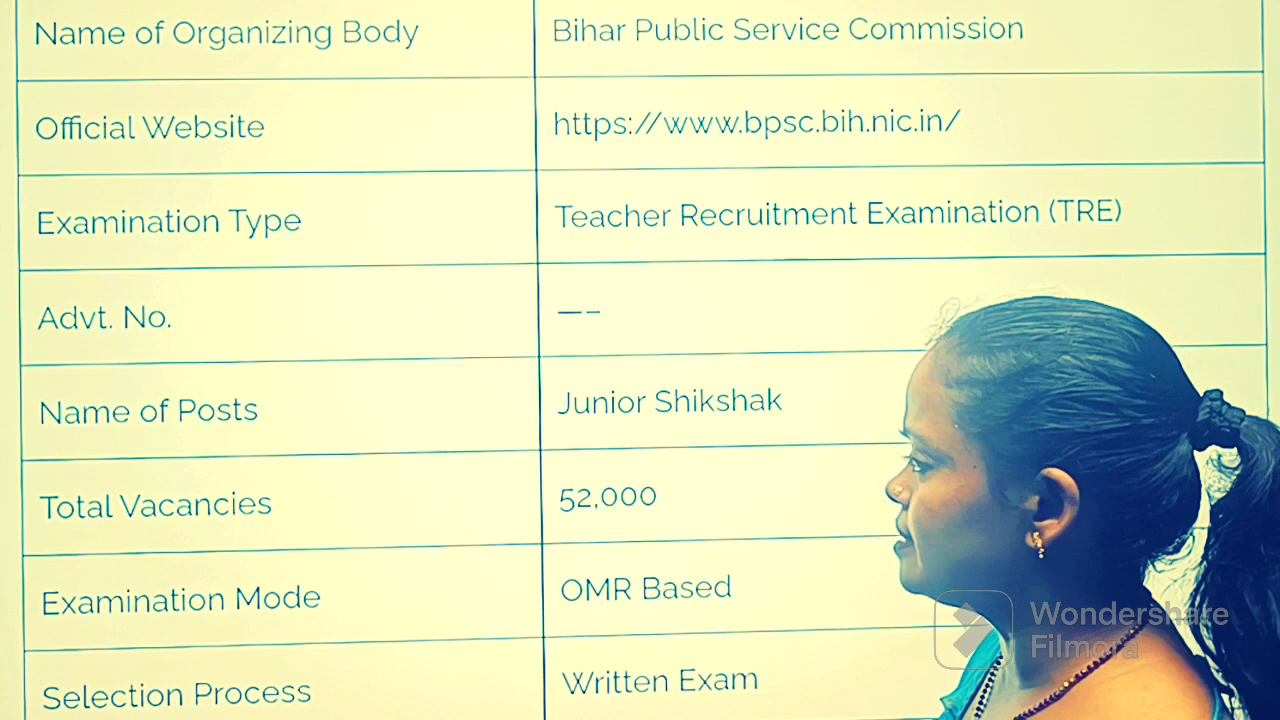 Name of Organizing Body Bihar Public Service Commission
Official Website https://www.bpsc.bih.nic.in/
Examination Type Teacher Recruitment Examination (TRE)
Advt. No. —–
Name of Posts Junior Shikshak
Total Vacancies 52,000
Examination Mode OMR Based
Wondershare
Filmora
Selection Process Written Exam